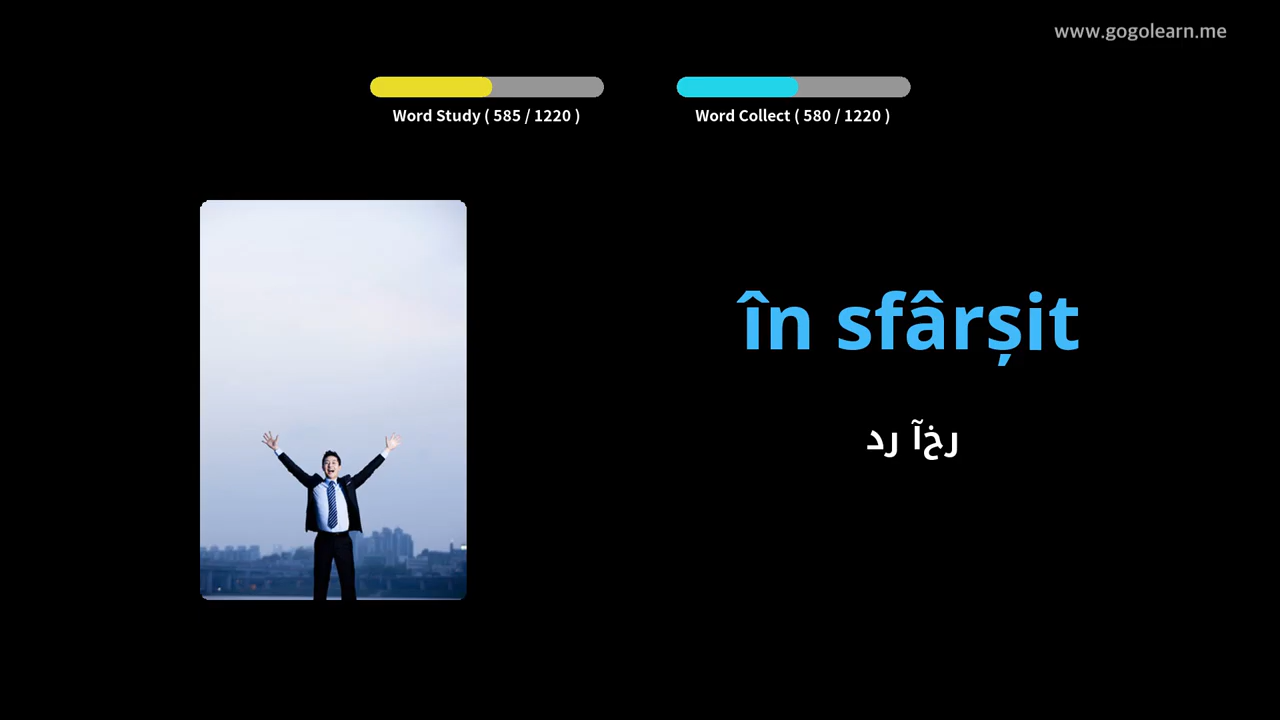 www.gogolearn.me
Word Study ( 585 / 1220 )
Word Collect ( 580 / 1220 )
în sfârșit
رخآ رد